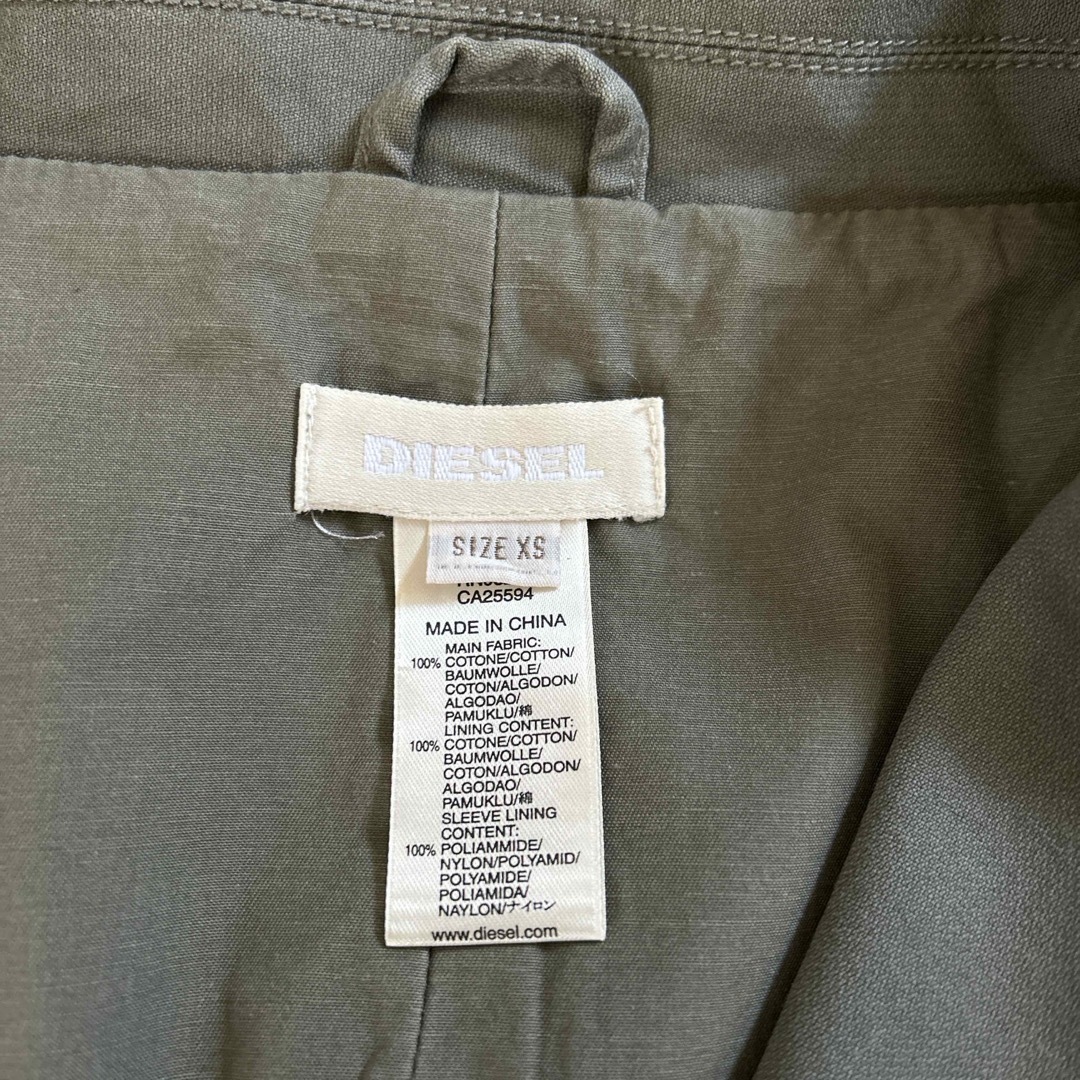 DIESEL
SIZE XS
CA25594
MADE IN CHINA
MAIN FABRIC:
100% COTONE/COTTON/
BAUMWOLLE/
COTON/ALGODON/
ALGODAO/
PAMUKLU/綿
LINING CONTENT:
100% COTONE/COTTON/
BAUMWOLLE/
COTON/ALGODON/
ALGODAO/
PAMUKLU/綿
SLEEVE LINING
CONTENT:
100% POLIAMMIDE/
NYLON/POLYAMID/
POLYAMIDE/
POLIAMIDA/
NAYLON/ナイロン
www.diesel.com